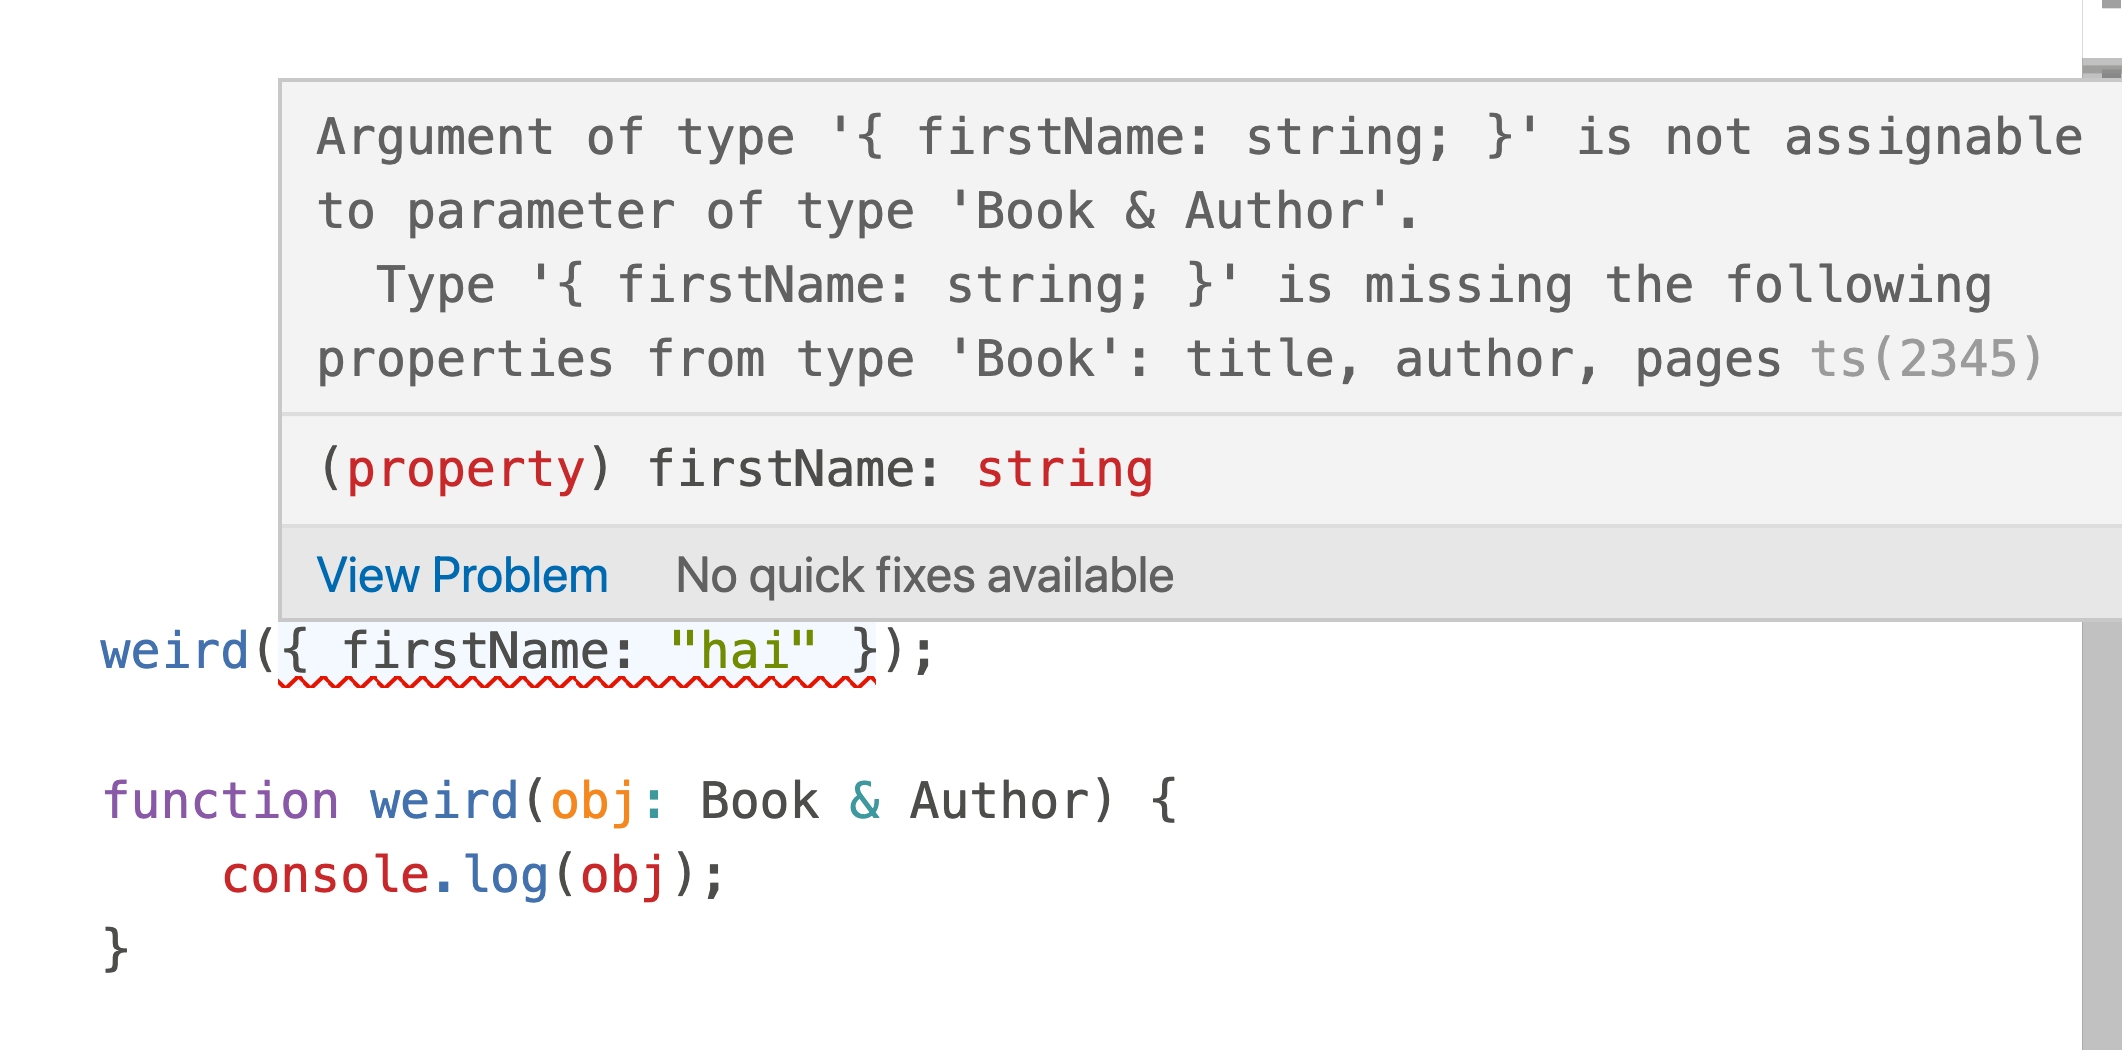 Argument of type '{ firstName: string; }' is not assignable
to parameter of type 'Book & Author'.
  Type '{ firstName: string; }' is missing the following
properties from type 'Book': title, author, pages ts(2345)
(property) firstName: string
View Problem No quick fixes available
weird({ firstName: "hai" });
function weird(obj: Book & Author) {
    console.log(obj);
}